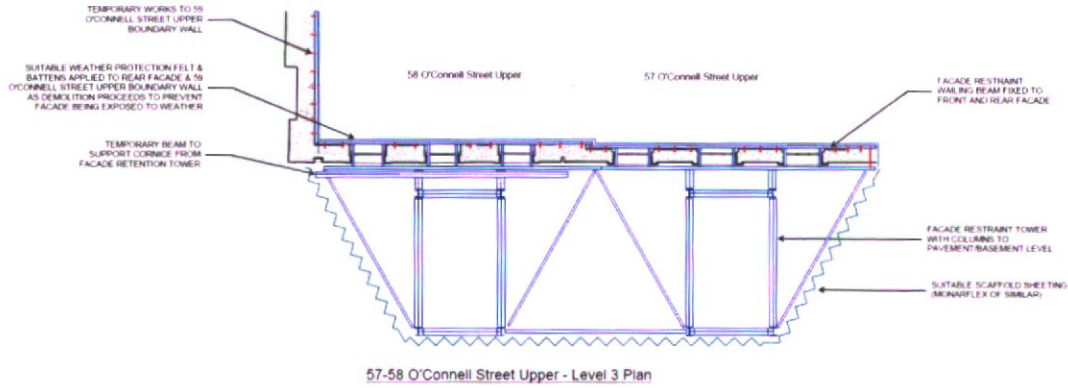 TEMPORARY WORKS TO 59
O'CONNELL STREET UPPER
BOUNDARY WALL
SUITABLE WEATHER PROTECTION FELT &
BATTENS APPLIED TO REAR FACADE & 59
O'CONNELL STREET UPPER BOUNDARY WALL
AS DEMOLITION PROCEEDS TO PREVENT
FACADE BEING EXPOSED TO WEATHER
TEMPORARY BEAM TO
SUPPORT CORNICE FROM
FACADE RETENTION TOWER
58 O'Connell Street Upper
57 O'Connell Street Upper
FACADE RESTRAINT
WAILING BEAM FIXED TO
FRONT AND REAR FACADE
FACADE RESTRAINT TOWER
WITH COLUMNS TO
PAVEMENT/BASEMENT LEVEL
SUITABLE SCAFFOLD SHEETING
(MONARFLEX OF SIMILAR)
57-58 O'Connell Street Upper - Level 3 Plan